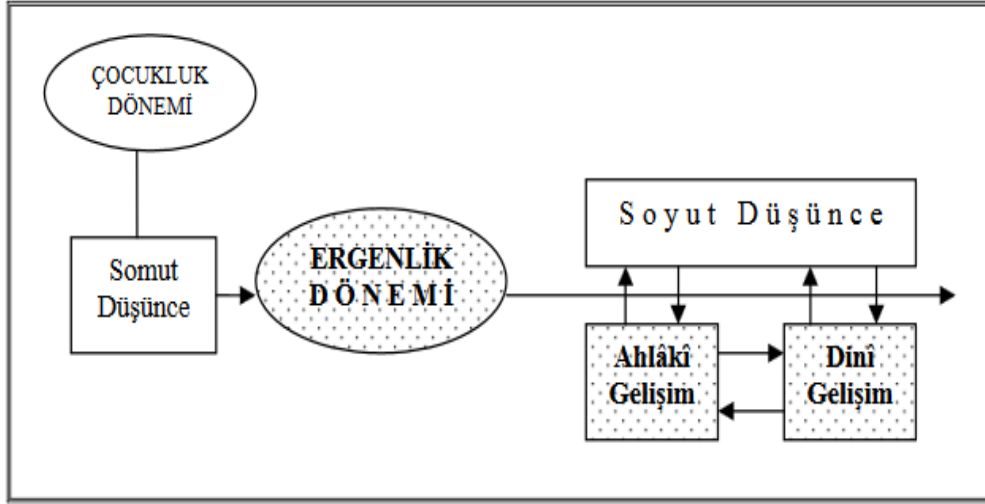 ÇOCUKLUK
DÖNEMİ
Somut
Düşünce
ERGENLİK
DÖNEMİ
Soyut Düşünce
Ahlâkî
Gelişim
Dinî
Gelişim